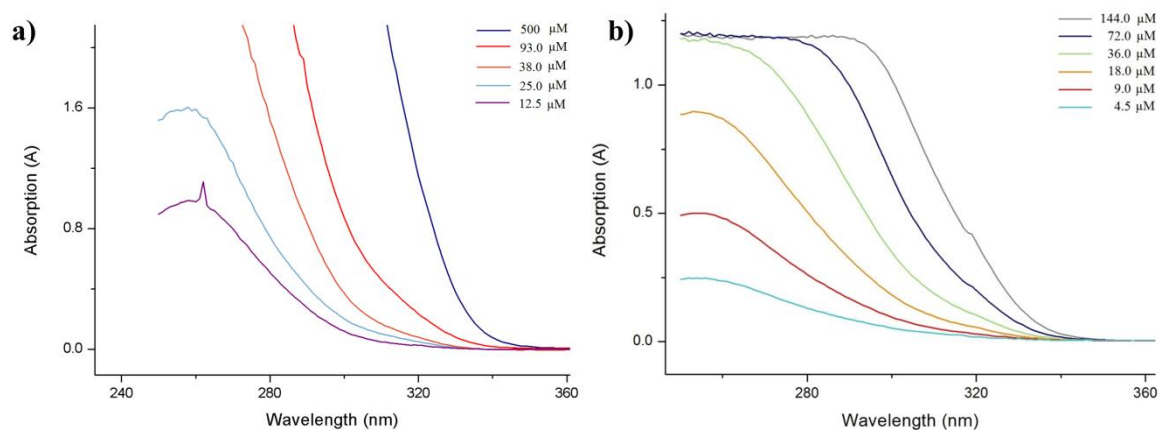 a)
500 µM
93.0 µM
38.0 µM
25.0 µM
12.5 µM
1.6
0.8
0.0
Absorption (A)
240
280
320
360
Wavelength (nm)
b)
144.0 µM
72.0 µM
36.0 µM
18.0 µM
9.0 µM
4.5 µM
1.0
0.5
0.0
Absorption (A)
280
320
360
Wavelength (nm)